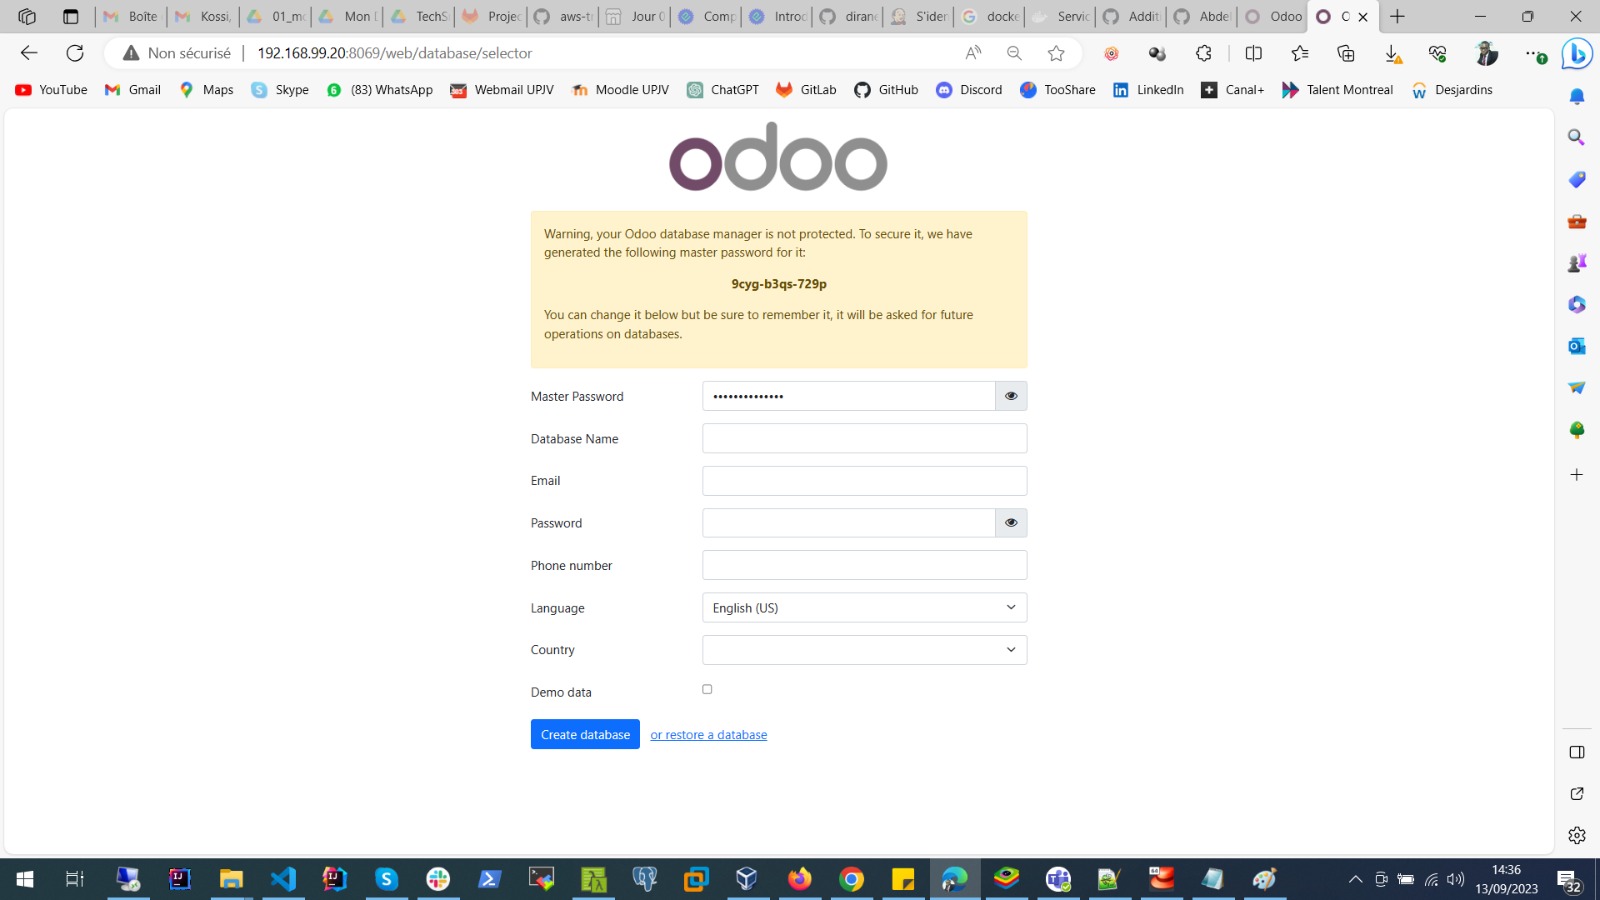 Boîte
Kossi,
Mon
TechS
Projec
aws-t
Jour
Comp
Introd
diran
S'iden
docke
Servic
Additi
Abdel
Odoo
Non sécurisé
192.168.99.20:8069/web/database/selector
YouTube
Gmail
Maps
Skype
(83) WhatsApp
Webmail UPJV
Moodle UPJV
ChatGPT
GitLab
GitHub
Discord
TooShare
LinkedIn
Canal+
Talent Montreal
Desjardins
odoo
Warning, your Odoo database manager is not protected. To secure it, we have
generated the following master password for it:
9cyg-b3qs-729p
You can change it below but be sure to remember it, it will be asked for future
operations on databases.
Master Password
••••••••••••••
Database Name
Email
Password
Phone number
Language
English (US)
Country
Demo data
Create database
or restore a database
14:36
13/09/2023
32